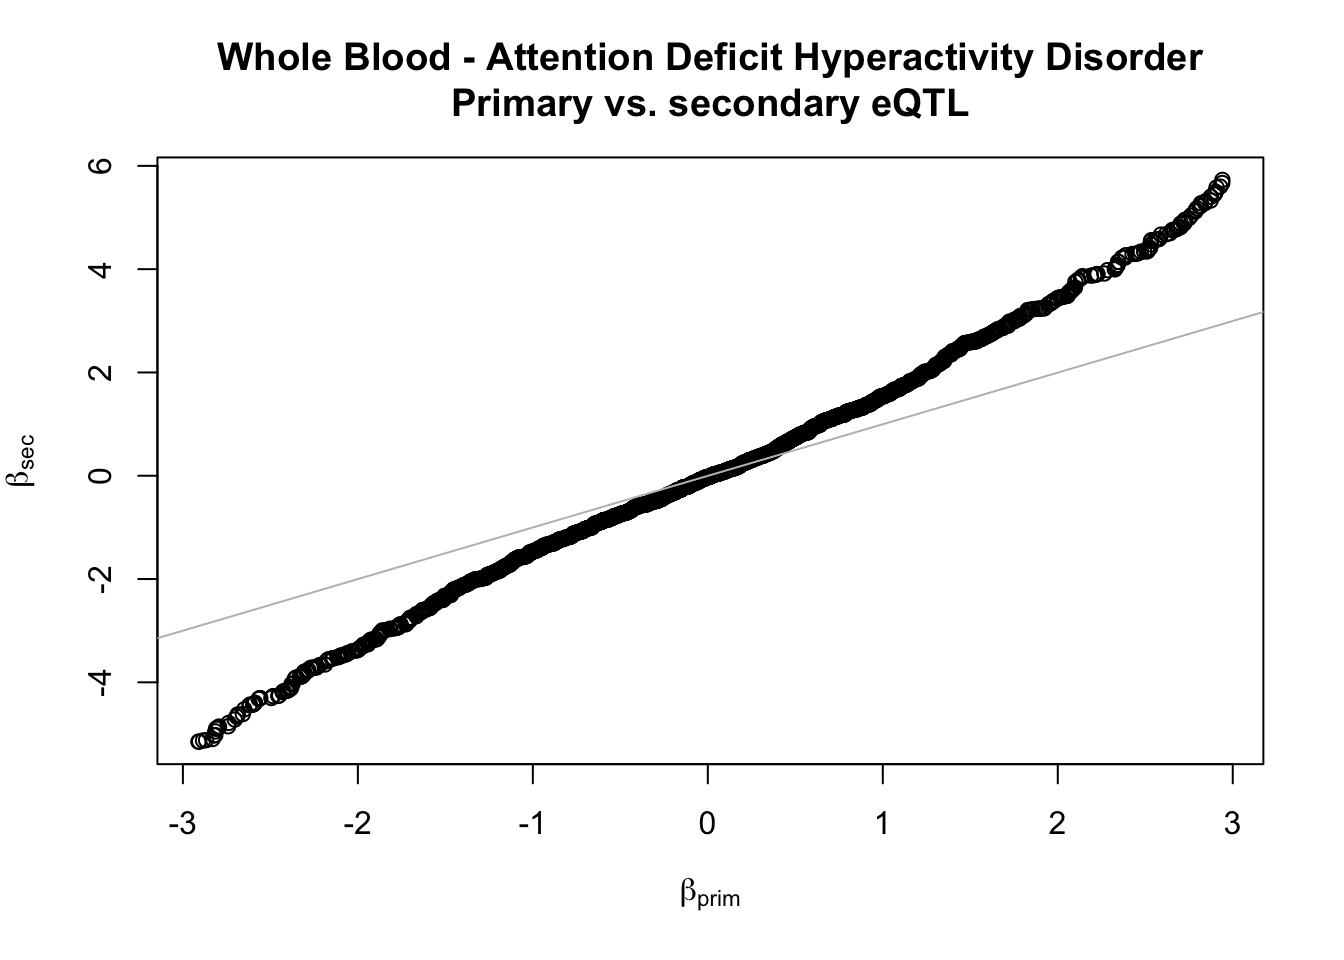 Whole Blood - Attention Deficit Hyperactivity Disorder
Primary vs. secondary eQTL
6
4
2
0
-2
-4
βsec
-3 -2 -1 0 1 2 3
βprim